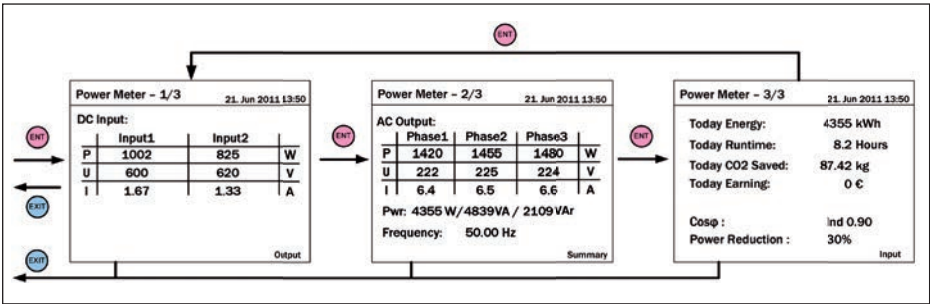 ENT
Power Meter – 1/3 21. Jun 2011 13:50
DC Input:
Input1 Input2
P 1002 825 W
U 600 620 V
I 1.67 1.33 A
Output
Power Meter – 2/3 21. Jun 2011 13:50
AC Output:
Phase1 Phase2 Phase3
P 1420 1455 1480 W
U 222 225 224 V
I 6.4 6.5 6.6 A
Pwr: 4355 W/4839VA / 2109 VAr
Frequency: 50.00 Hz
Summary
Power Meter – 3/3 21. Jun 2011 13:50
Today Energy: 4355 kWh
Today Runtime: 8.2 Hours
Today CO2 Saved: 87.42 kg
Today Earning: 0 €
Cosφ : Ind 0.90
Power Reduction : 30%
Input
ENT
ENT
ENT
EXIT
EXIT